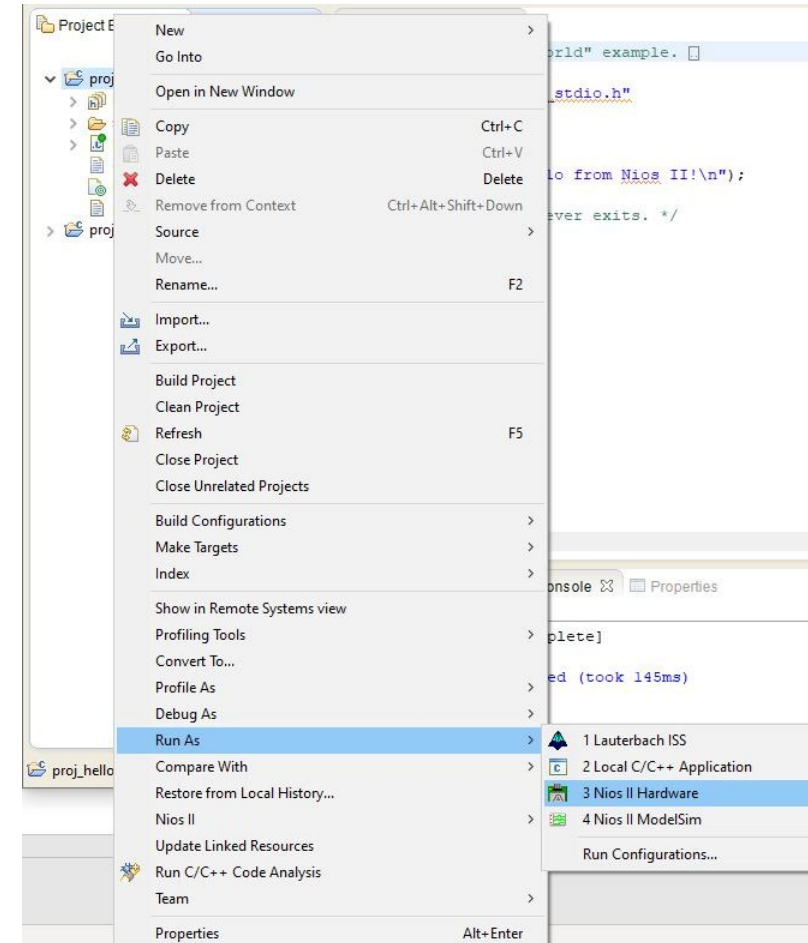 Project E
New
orld" example.
Go Into
proj
Open in New Window
_stdio.h"
Copy Ctrl+C
Paste Ctrl+V
Delete Delete
lo from Nios II!\n");
Remove from Context Ctrl+Alt+Shift+Down
ever exits. */
proj
Source
Move...
Rename... F2
Import...
Export...
Build Project
Clean Project
Refresh F5
Close Project
Close Unrelated Projects
Build Configurations
Make Targets
Index
onsole Properties
Show in Remote Systems view
Profiling Tools
plete]
Convert To...
Profile As
ed (took 145ms)
Debug As
Run As
1 Lauterbach ISS
proj_hello
Compare With
2 Local C/C++ Application
Restore from Local History...
3 Nios II Hardware
Nios II
4 Nios II ModelSim
Update Linked Resources
Run Configurations...
Run C/C++ Code Analysis
Team
Properties Alt+Enter